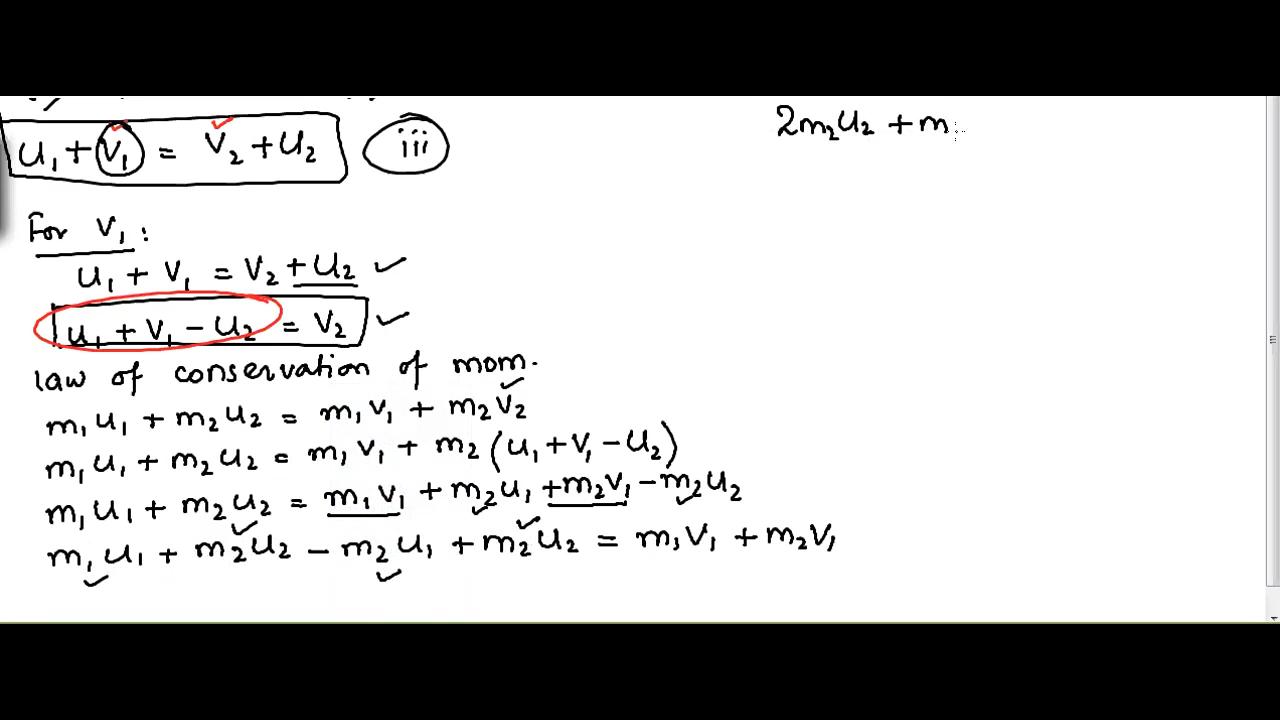 U₁ + V₁ = V₂ + U₂ iii
For V₁ :
U₁ + V₁ = V₂ + U₂
U₁ + V₁ - U₂ = V₂
law of conservation of mom.
m₁U₁ + m₂U₂ = m₁V₁ + m₂V₂
m₁U₁ + m₂U₂ = m₁V₁ + m₂(U₁ + V₁ - U₂)
m₁U₁ + m₂U₂ = m₁V₁ + m₂U₁ + m₂V₁ - m₂U₂
m₁U₁ + m₂U₂ - m₂U₁ + m₂U₂ = m₁V₁ + m₂V₁
2m₂U₂ + m